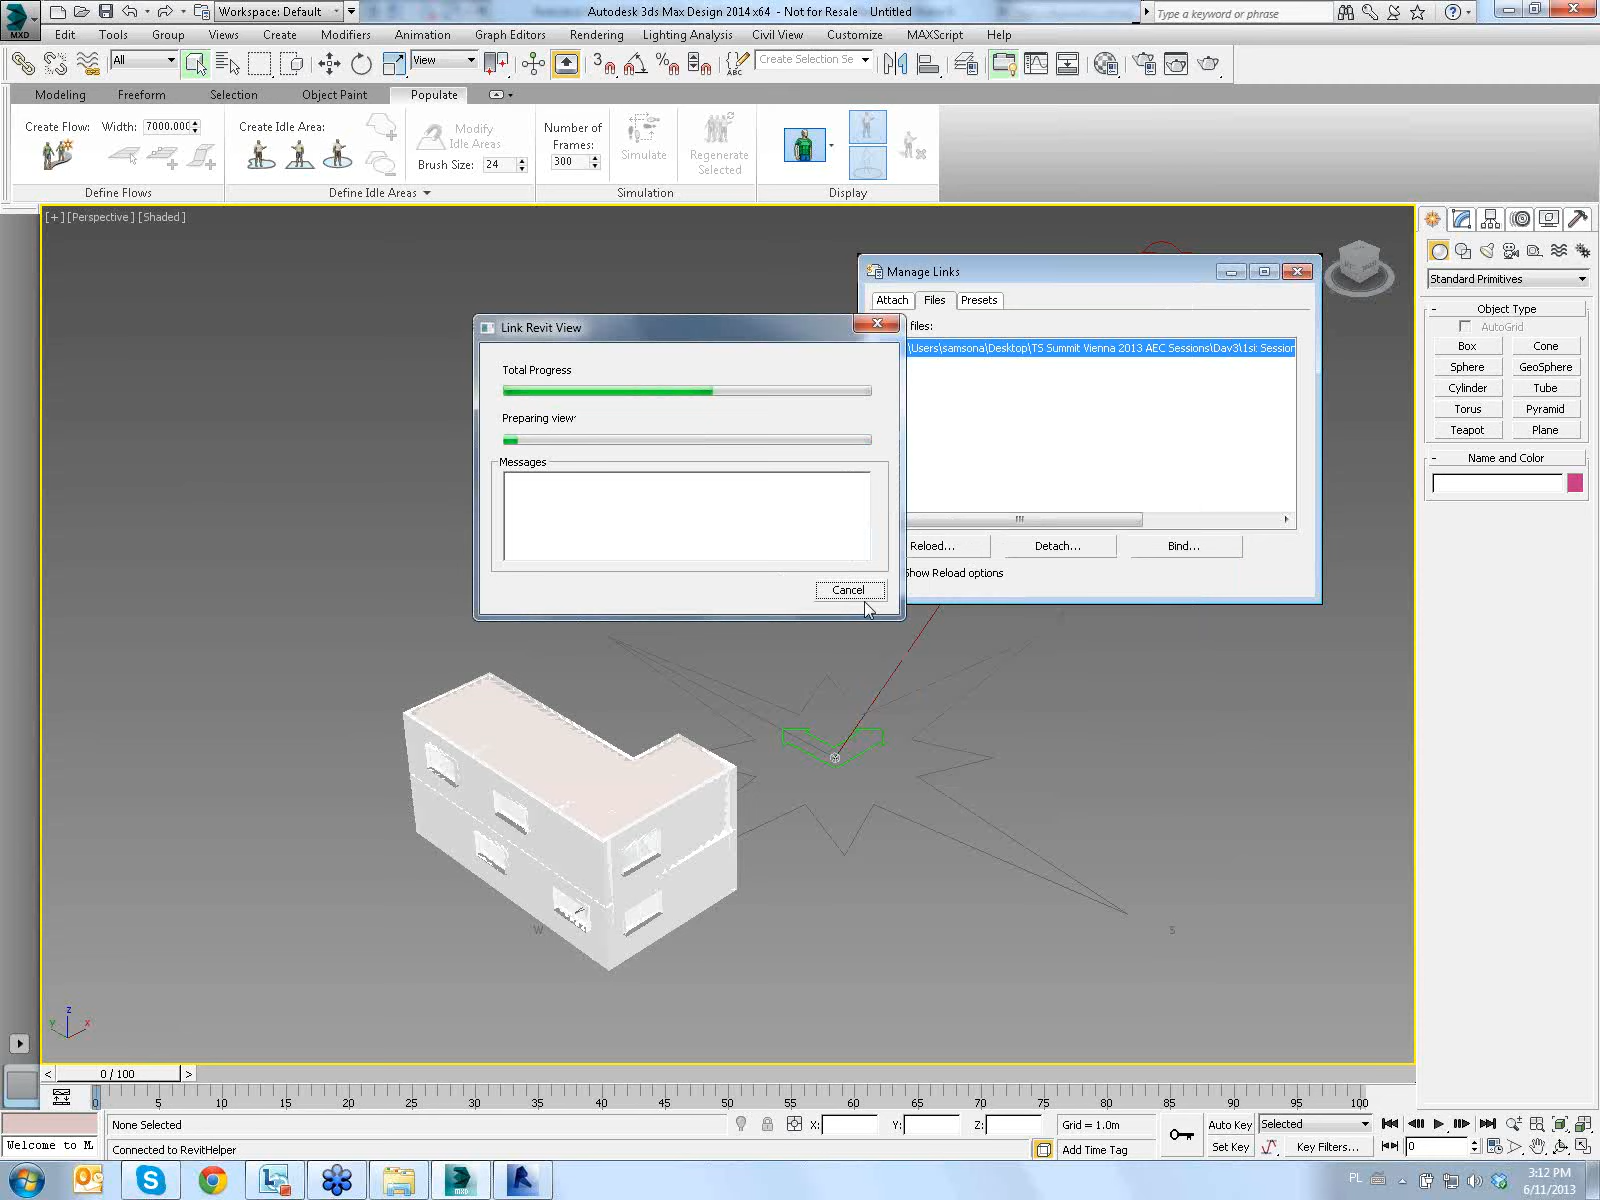 Workspace: Default
Autodesk 3ds Max Design 2014 x64 - Not for Resale Untitled
Type a keyword or phrase
MXD
Edit Tools Group Views Create Modifiers Animation Graph Editors Rendering Lighting Analysis Civil View Customize MAXScript Help
All
View
3
ABC
Create Selection Se
Modeling Freeform Selection Object Paint Populate
Create Flow: Width: 7000.00
Create Idle Area:
Modify
Idle Areas
Brush Size: 24
Number of
Frames:
300
Simulate
Regenerate
Selected
Define Flows
Define Idle Areas
Simulation
Display
[+] [Perspective] [Shaded]
Manage Links
Attach Files Presets
files:
\Users\samsona\Desktop\TS Summit Vienna 2013 AEC Sessions\Dav3\1si: Session
Reload... Detach... Bind...
Show Reload options
Link Revit View
Total Progress
Preparing view
Messages
Cancel
Standard Primitives
- Object Type
AutoGrid
Box Cone
Sphere GeoSphere
Cylinder Tube
Torus Pyramid
Teapot Plane
- Name and Color
W
S
z
y
x
< 0 / 100 >
0 5 10 15 20 25 30 35 40 45 50 55 60 65 70 75 80 85 90 95 100
None Selected
X: Y: Z:
Grid = 1.0m
Auto Key Selected
Welcome to M.
Connected to RevitHelper
Add Time Tag
Set Key
Key Filters...
0
PL
3:12 PM
6/11/2013